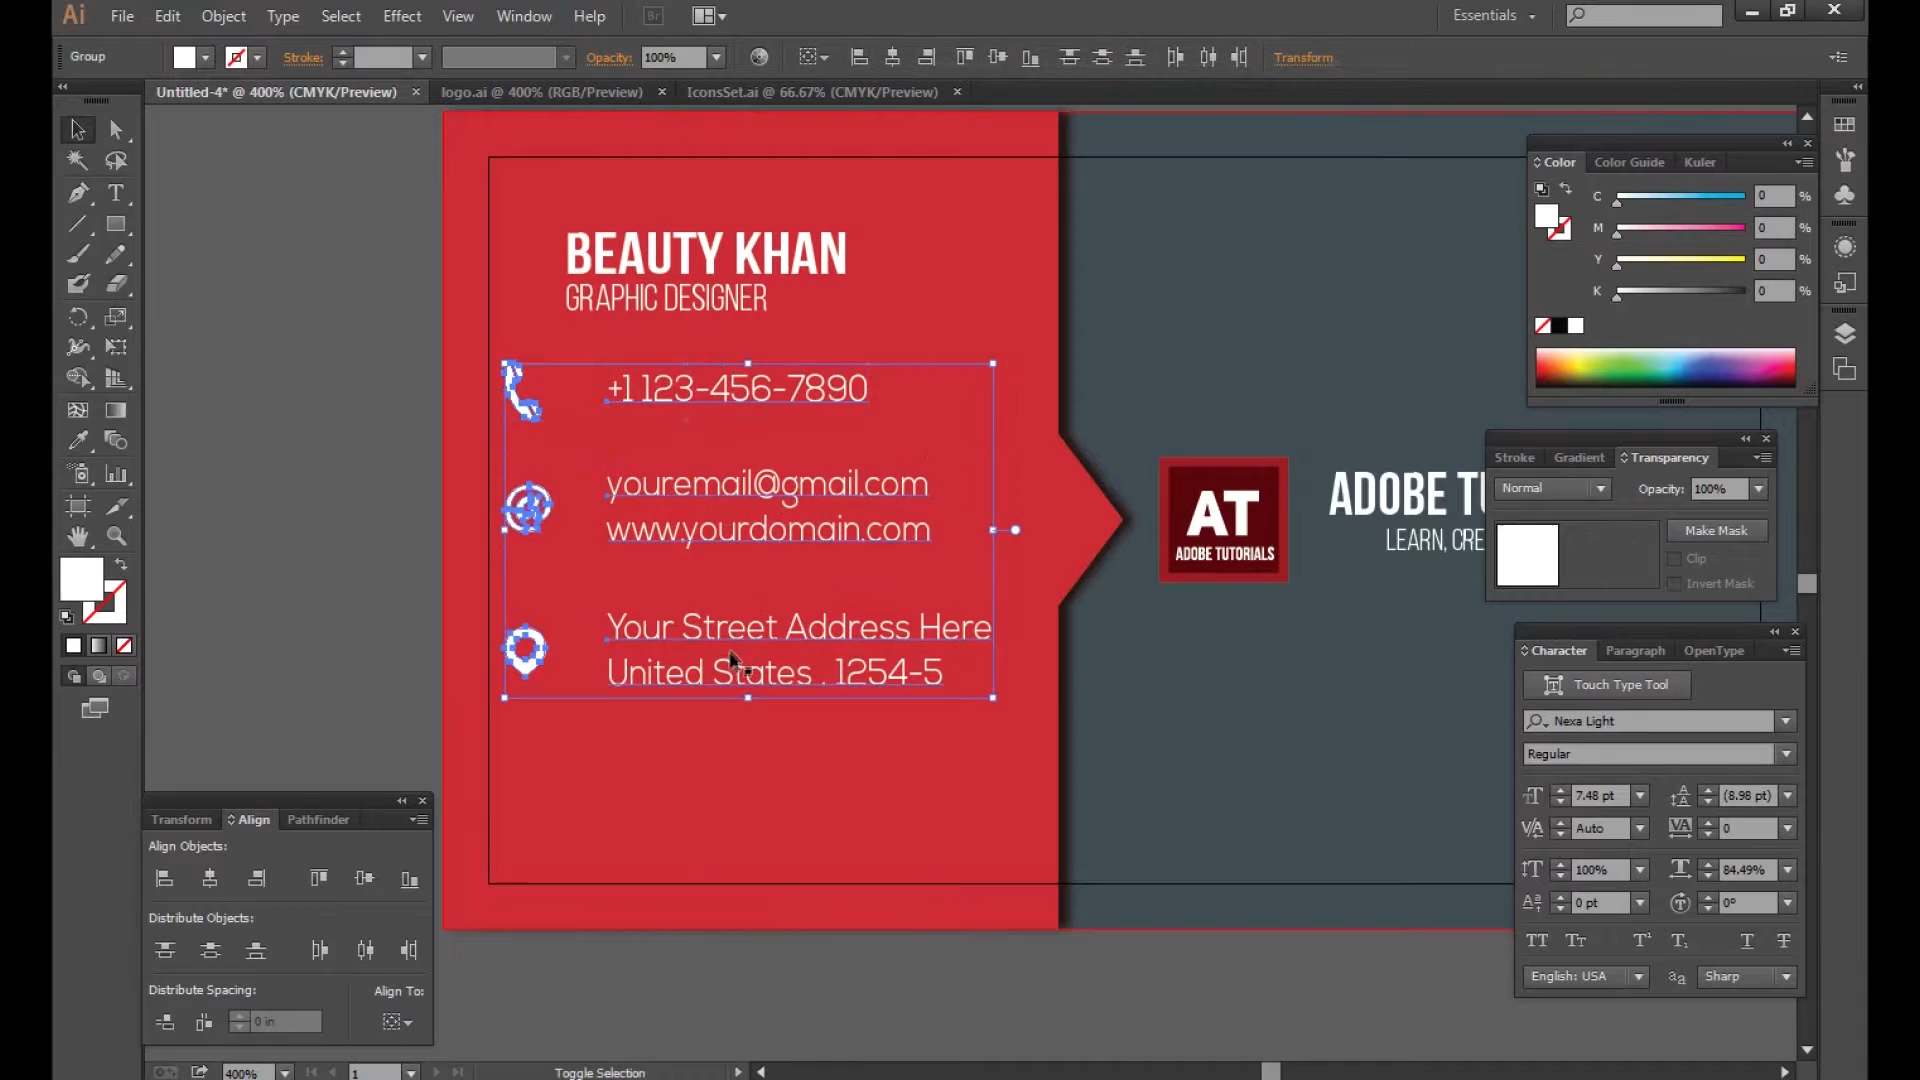 Ai File Edit Object Type Select Effect View Window Help Br Essentials
Group Stroke: Opacity: 100% Transform
Untitled-4* @ 400% (CMYK/Preview) × logo.ai @ 400% (RGB/Preview) × IconsSet.ai @ 66.67% (CMYK/Preview) ×
Color Color Guide Kuler
C 0 %
M 0 %
Y 0 %
K 0 %
BEAUTY KHAN
GRAPHIC DESIGNER
+1 123-456-7890
youremail@gmail.com
www.yourdomain.com
Your Street Address Here
United States . 1254-5
AT
ADOBE TUTORIALS
ADOBE TU
LEARN, CRE
Stroke Gradient Transparency
Normal Opacity: 100%
Make Mask
Clip
Invert Mask
Character Paragraph OpenType
Touch Type Tool
Nexa Light
Regular
7.48 pt (8.98 pt)
Auto 0
100% 84.49%
0 pt 0°
English: USA Sharp
Transform Align Pathfinder
Align Objects:
Distribute Objects:
Distribute Spacing: Align To:
0 in
400% 1 Toggle Selection